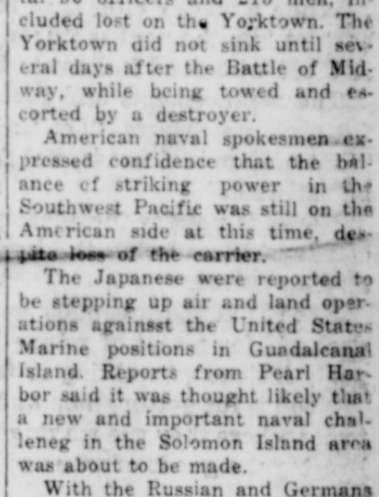 officers and 210 men, in-
cluded lost on the Yorktown. The
Yorktown did not sink until sev-
eral days after the Battle of Mid-
way, while being towed and es-
corted by a destroyer.
American naval spokesmen ex-
pressed confidence that the bal-
ance of striking power in the
Southwest Pacific was still on the
American side at this time, des-
pite loss of the carrier.
The Japanese were reported to
be stepping up air and land oper-
ations againsst the United States
Marine positions in Guadalcanal
Island. Reports from Pearl Har-
bor said it was thought likely that
a new and important naval chal-
leneg in the Solomon Island area
was about to be made.
With the Russian and Germans